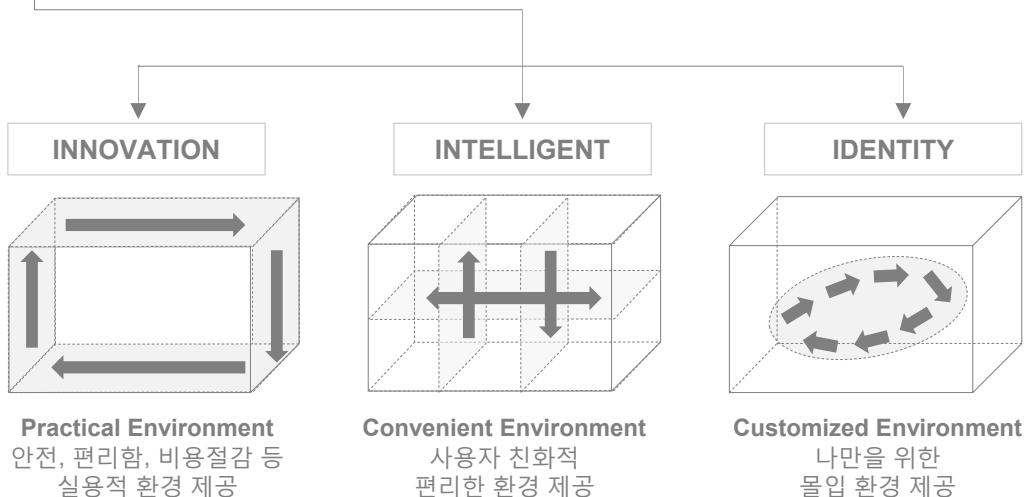 INNOVATION
INTELLIGENT
IDENTITY
Practical Environment
안전, 편리함, 비용절감 등
실용적 환경 제공
Convenient Environment
사용자 친화적
편리한 환경 제공
Customized Environment
나만을 위한
몰입 환경 제공